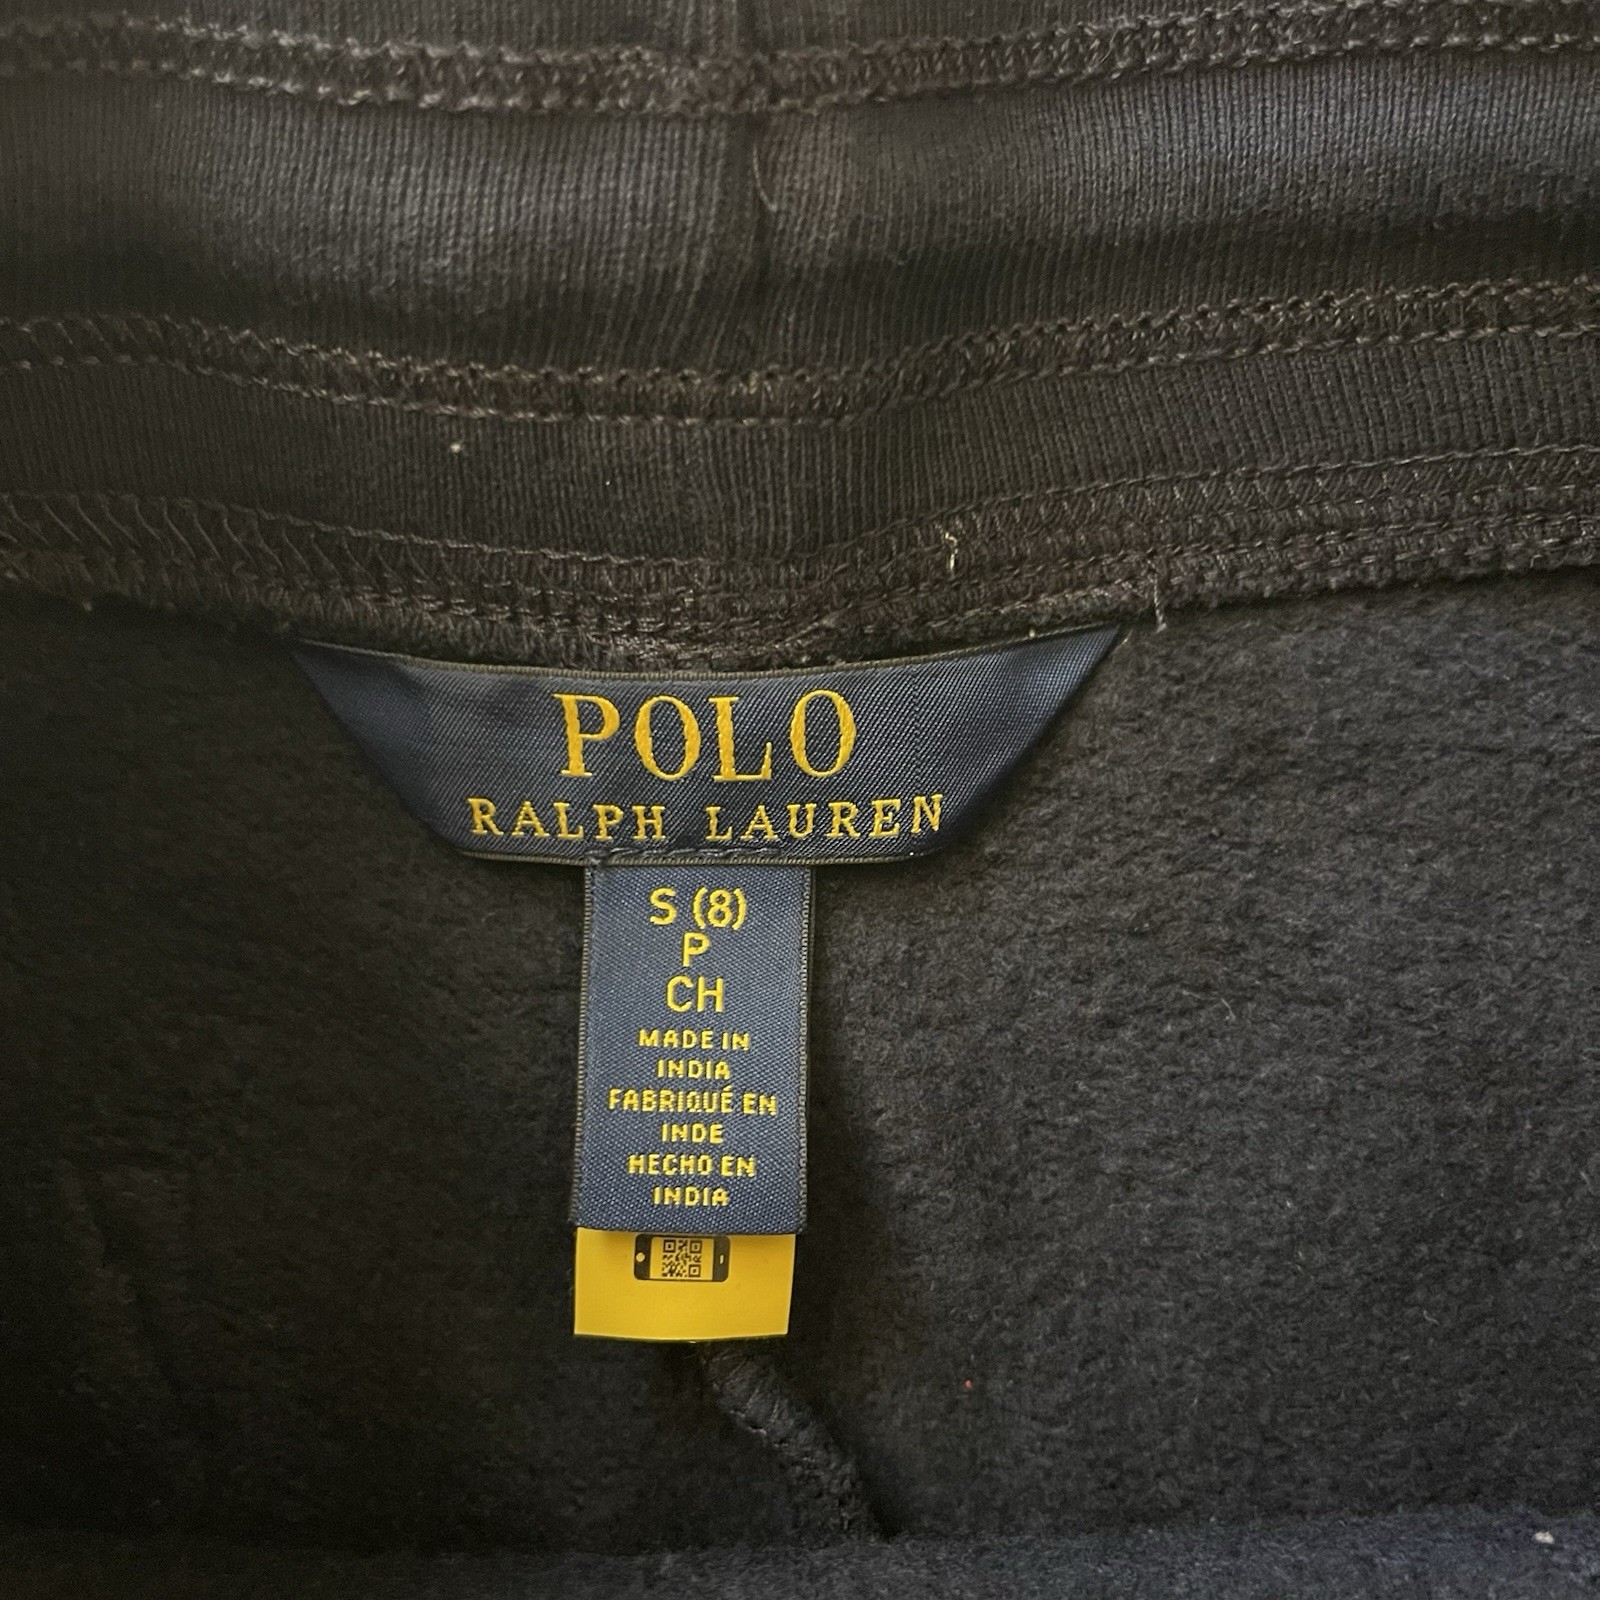 POLO
RALPH LAUREN
S (8)
P
CH
MADE IN
INDIA
FABRIQUÉ EN
INDE
HECHO EN
INDIA